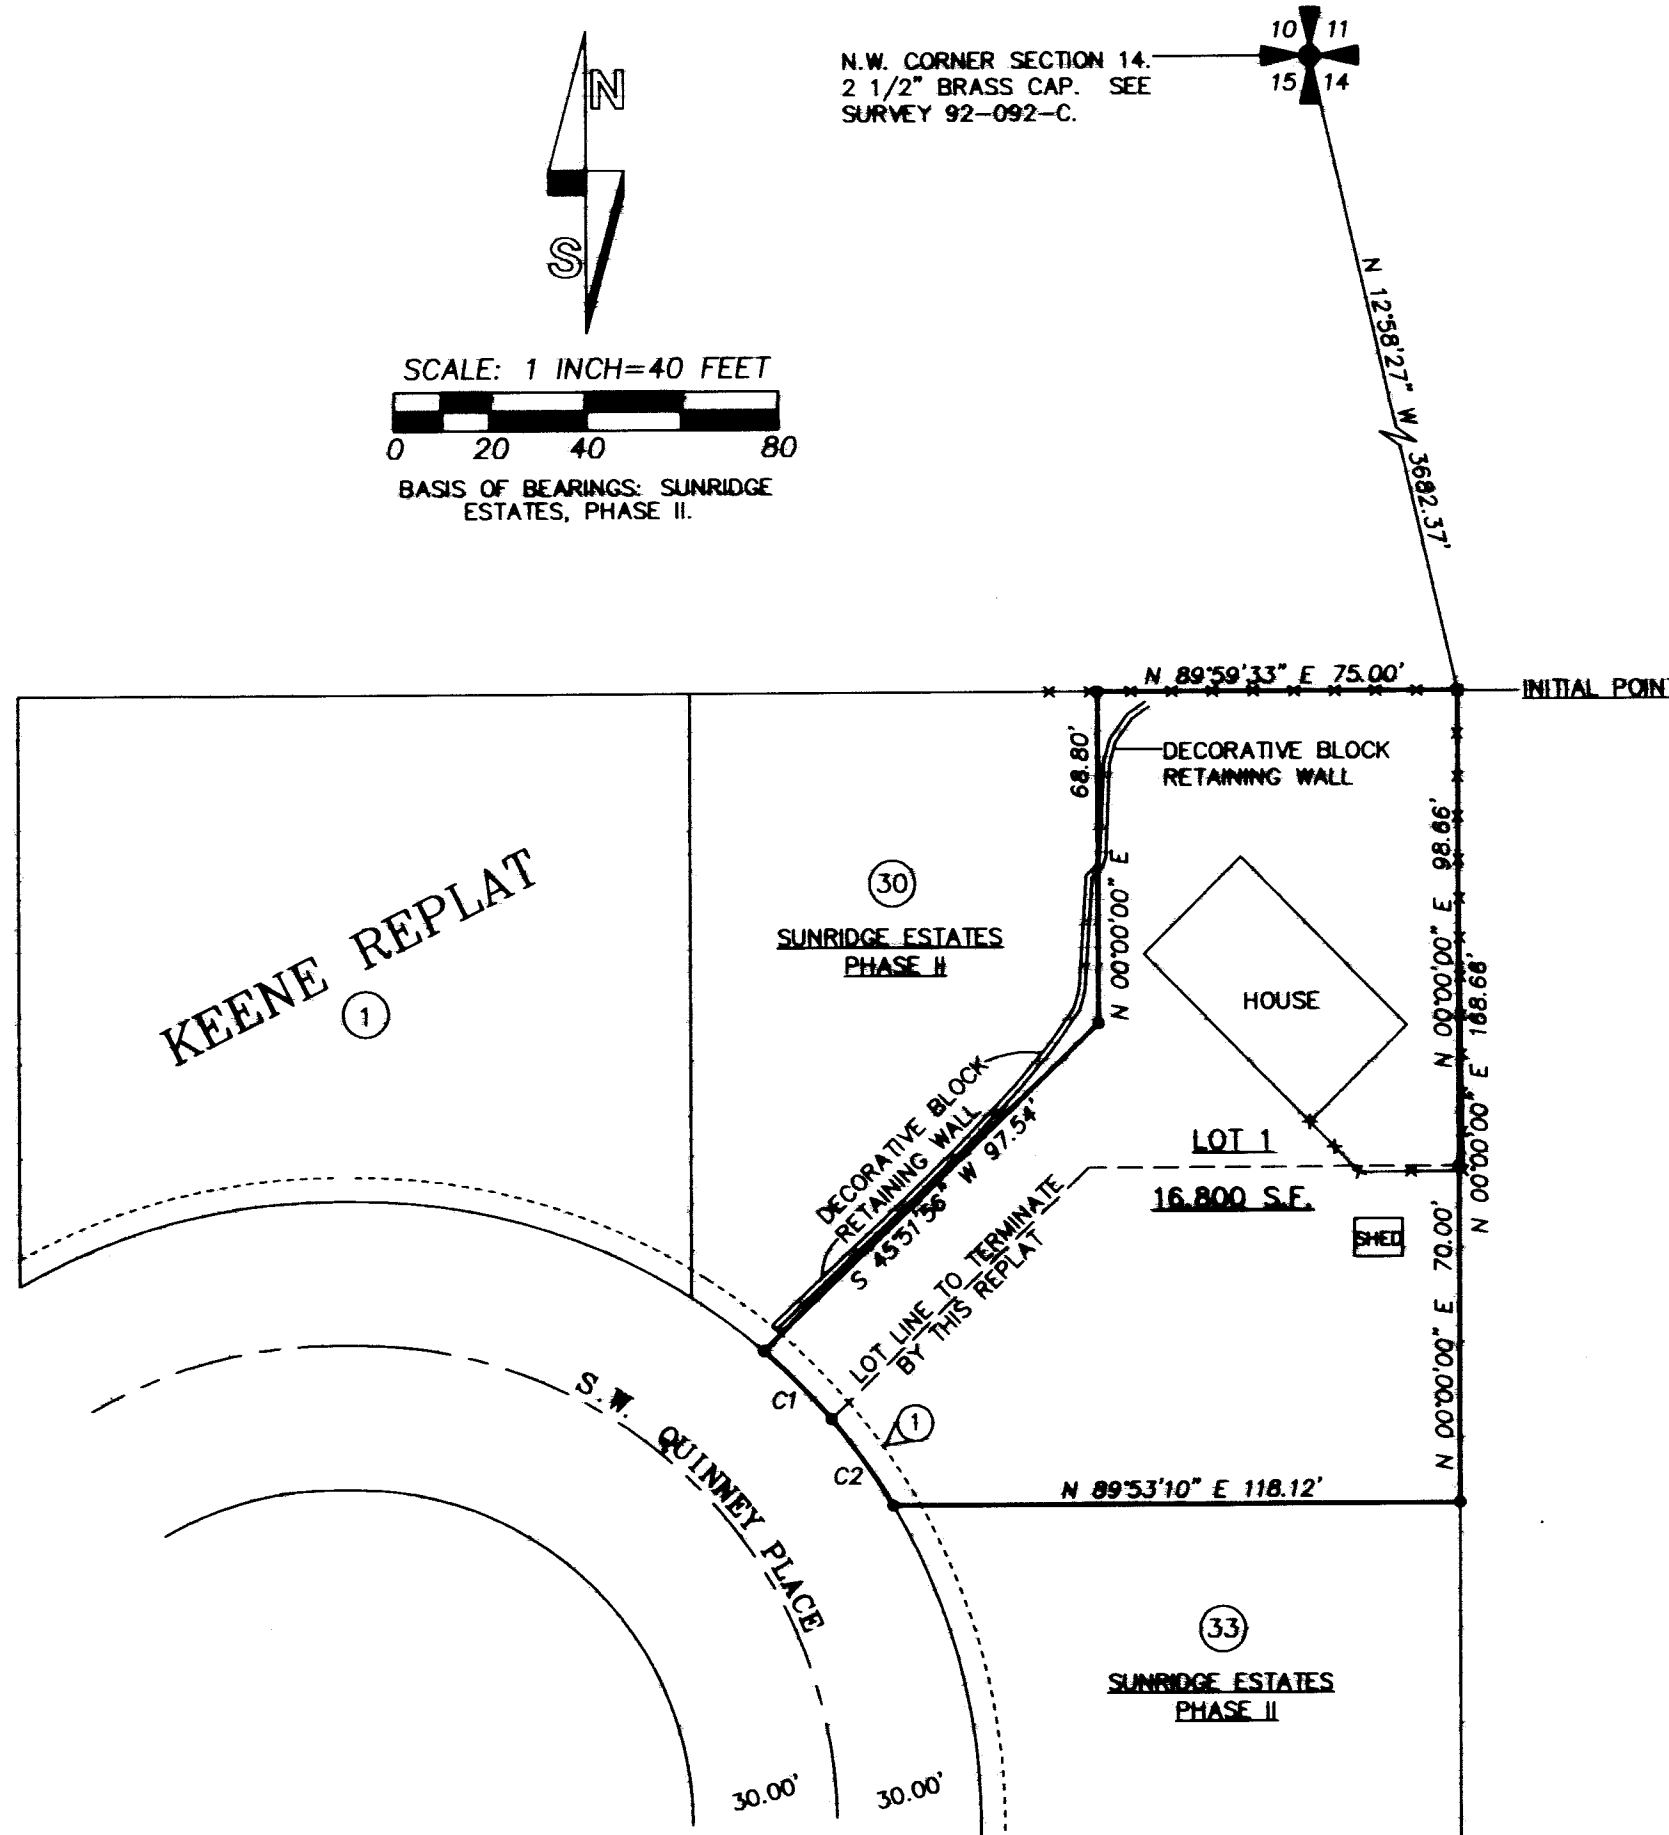 10 11
15 14
N.W. CORNER SECTION 14.
2 1/2" BRASS CAP. SEE
SURVEY 92-092-C.
N
S
SCALE: 1 INCH=40 FEET
0 20 40 80
BASIS OF BEARINGS: SUNRIDGE
ESTATES, PHASE II.
N 12°58'27" W 3682.37'
N 89°59'33" E 75.00'
INITIAL POINT
68.80'
N 00°00'00" E
DECORATIVE BLOCK
RETAINING WALL
N 00°00'00" E 98.66'
N 00°00'00" E 168.66'
KEENE REPLAT
1
30
SUNRIDGE ESTATES
PHASE II
HOUSE
DECORATIVE BLOCK
RETAINING WALL
S 45°51'56" W 97.54'
LOT 1
16,800 S.F.
SHED
LOT LINE TO TERMINATE
BY THIS REPLAT
N 00°00'00" E 70.00'
C1
C2
1
N 89°53'10" E 118.12'
S.W. QUINNEY PLACE
33
SUNRIDGE ESTATES
PHASE II
30.00'
30.00'